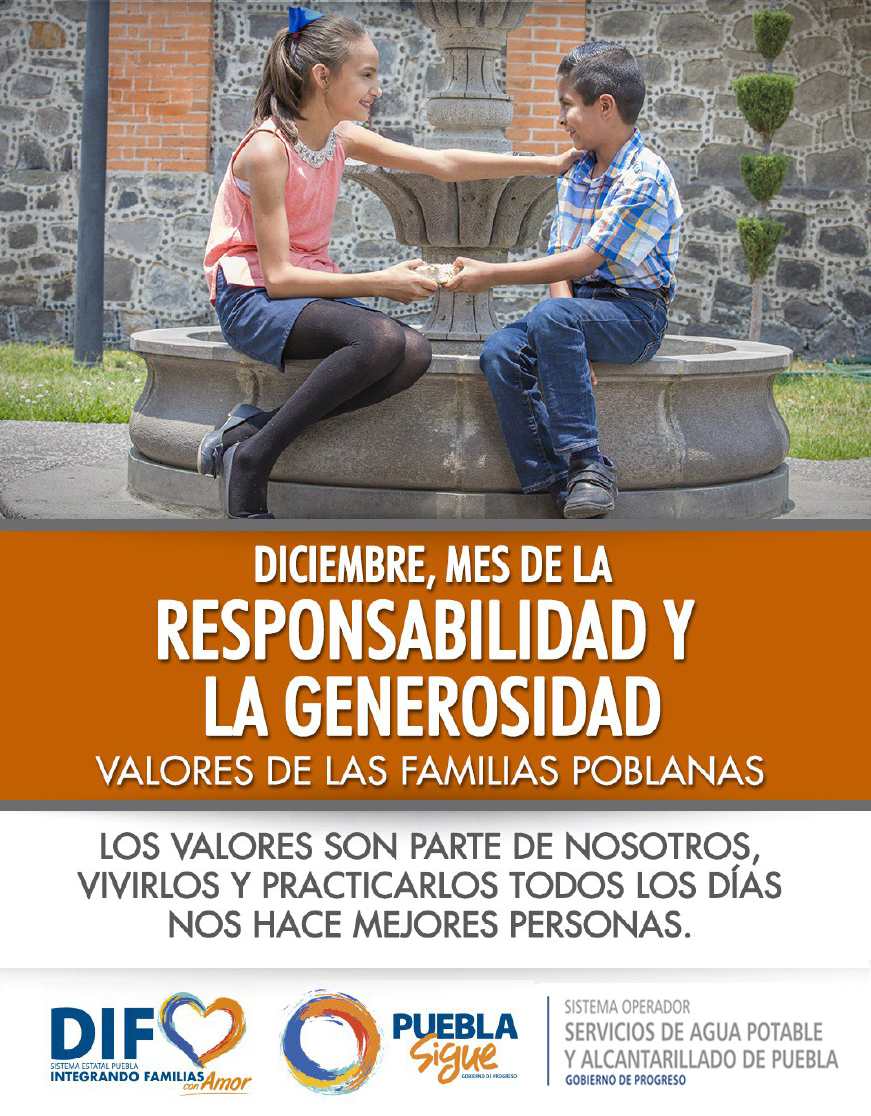 DICIEMBRE, MES DE LA
RESPONSABILIDAD Y
LA GENEROSIDAD
VALORES DE LAS FAMILIAS POBLANAS
LOS VALORES SON PARTE DE NOSOTROS,
VIVIRLOS Y PRACTICARLOS TODOS LOS DÍAS
NOS HACE MEJORES PERSONAS.
DIF
SISTEMA ESTATAL PUEBLA
INTEGRANDO FAMILIAS
con Amor
PUEBLA
Sigue
GOBIERNO DE PROGRESO
SISTEMA OPERADOR
SERVICIOS DE AGUA POTABLE
Y ALCANTARILLADO DE PUEBLA
GOBIERNO DE PROGRESO